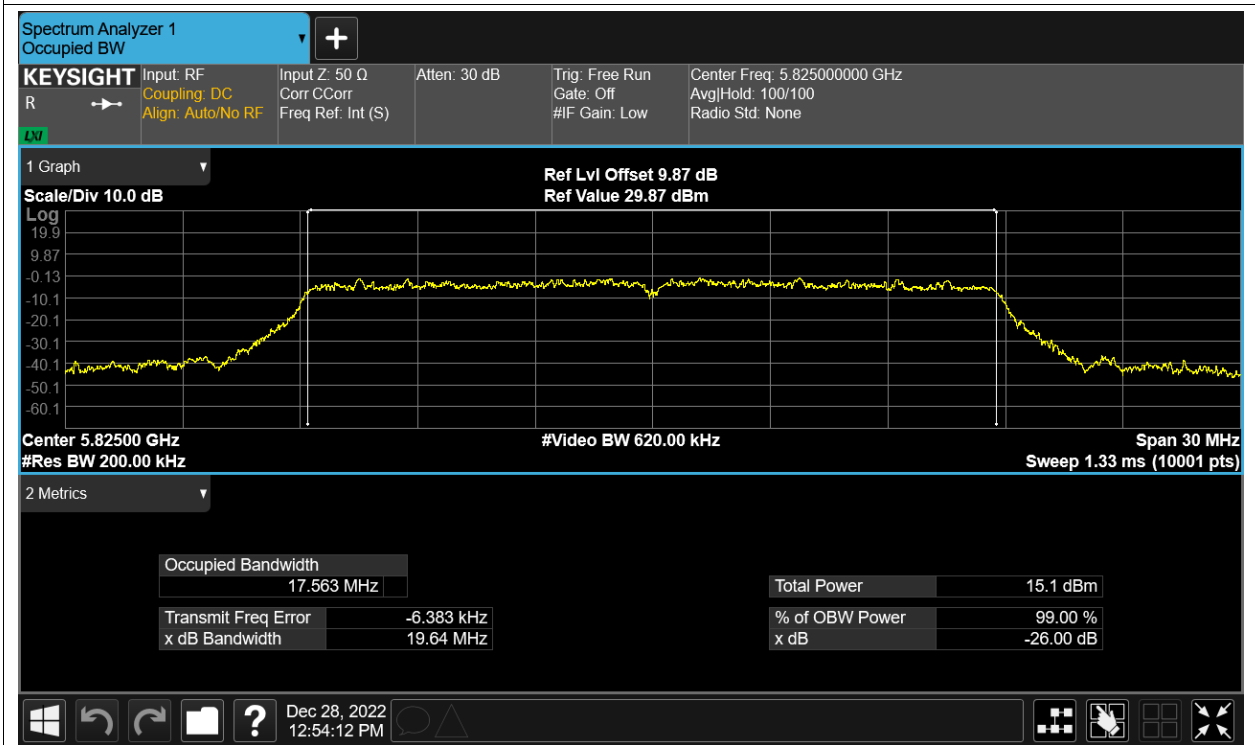 Spectrum Analyzer 1
Occupied BW
KEYSIGHT Input: RF Input Z: 50 Ω Atten: 30 dB Trig: Free Run Center Freq: 5.825000000 GHz
R Coupling: DC Corr CCorr Gate: Off Avg|Hold: 100/100
Align: Auto/No RF Freq Ref: Int (S) #IF Gain: Low Radio Std: None
LXI
1 Graph
Ref Lvl Offset 9.87 dB
Scale/Div 10.0 dB Ref Value 29.87 dBm
Log
19.9
9.87
-0.13
-10.1
-20.1
-30.1
-40.1
-50.1
-60.1
Center 5.82500 GHz #Video BW 620.00 kHz Span 30 MHz
#Res BW 200.00 kHz Sweep 1.33 ms (10001 pts)
2 Metrics
Occupied Bandwidth
17.563 MHz Total Power 15.1 dBm
Transmit Freq Error -6.383 kHz % of OBW Power 99.00 %
x dB Bandwidth 19.64 MHz x dB -26.00 dB
? Dec 28, 2022
12:54:12 PM